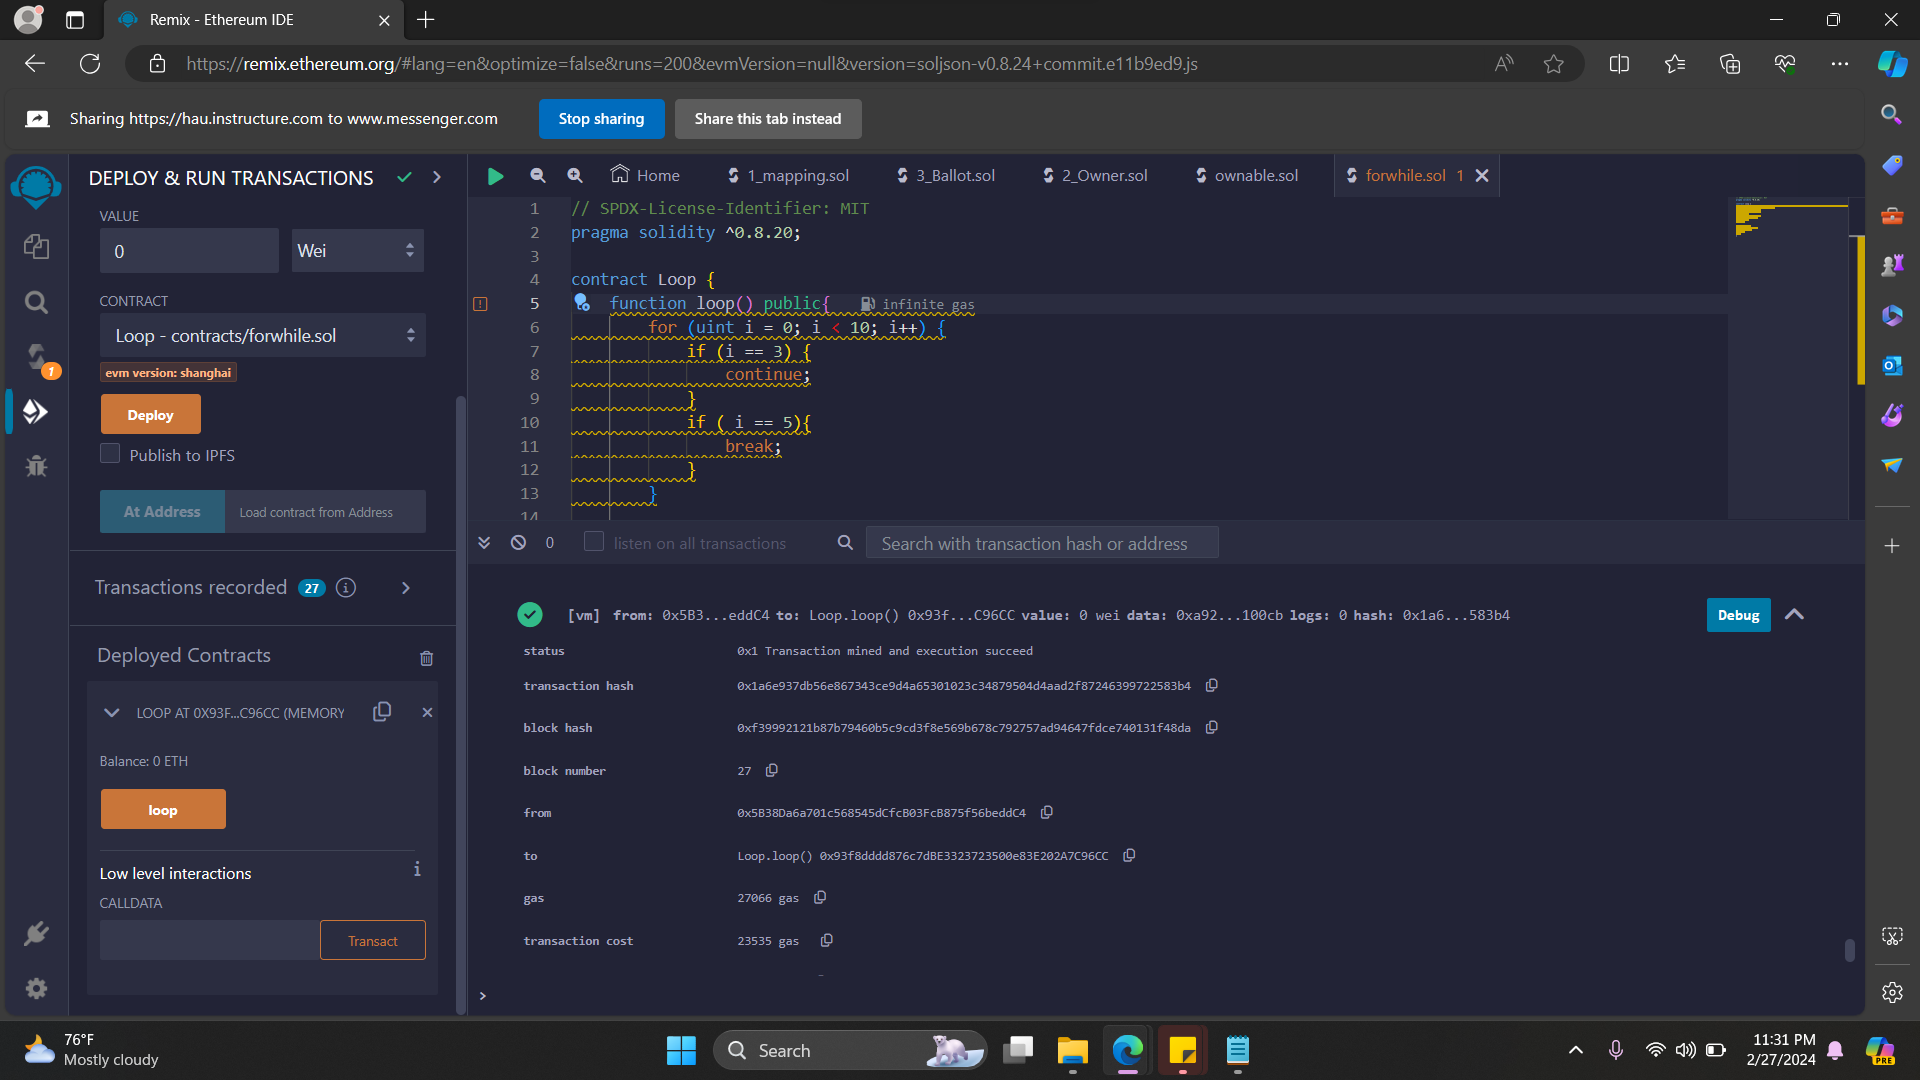 Remix - Ethereum IDE
https://remix.ethereum.org/#lang=en&optimize=false&runs=200&evmVersion=null&version=soljson-v0.8.24+commit.e11b9ed9.js
Sharing https://hau.instructure.com to www.messenger.com
Stop sharing
Share this tab instead
DEPLOY & RUN TRANSACTIONS
VALUE
0
Wei
CONTRACT
Loop - contracts/forwhile.sol
evm version: shanghai
1
Deploy
Publish to IPFS
At Address
Load contract from Address
Transactions recorded 27
Deployed Contracts
LOOP AT 0X93F...C96CC (MEMORY
Balance: 0 ETH
loop
Low level interactions
CALLDATA
Transact
Home
1_mapping.sol
3_Ballot.sol
2_Owner.sol
ownable.sol
forwhile.sol 1
1 // SPDX-License-Identifier: MIT
2 pragma solidity ^0.8.20;
3
4 contract Loop {
5 function loop() public{ infinite gas
6 for (uint i = 0; i < 10; i++) {
7 if (i == 3) {
8 continue;
9 }
10 if ( i == 5){
11 break;
12 }
13 }
14
0
listen on all transactions
Search with transaction hash or address
[vm] from: 0x5B3...eddC4 to: Loop.loop() 0x93f...C96CC value: 0 wei data: 0xa92...100cb logs: 0 hash: 0x1a6...583b4
Debug
status 0x1 Transaction mined and execution succeed
transaction hash 0x1a6e937db56e867343ce9d4a65301023c34879504d4aad2f87246399722583b4
block hash 0xf39992121b87b79460b5c9cd3f8e569b678c792757ad94647fdce740131f48da
block number 27
from 0x5B38Da6a701c568545dCfcB03FcB875f56beddC4
to Loop.loop() 0x93f8dddd876c7dBE3323723500e83E202A7C96CC
gas 27066 gas
transaction cost 23535 gas
>
76°F
Mostly cloudy
Search
11:31 PM
2/27/2024
PRE